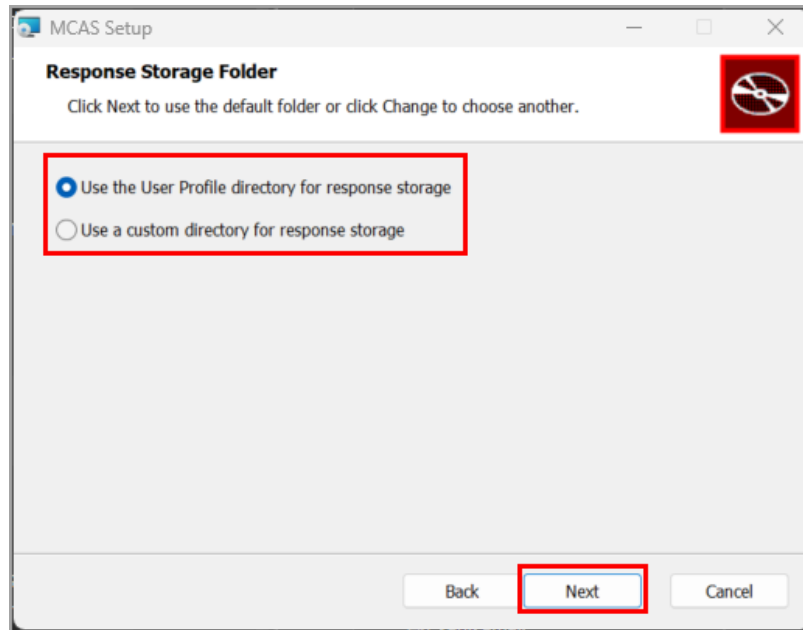 MCAS Setup
Response Storage Folder
Click Next to use the default folder or click Change to choose another.
Use the User Profile directory for response storage
Use a custom directory for response storage
Back Next Cancel